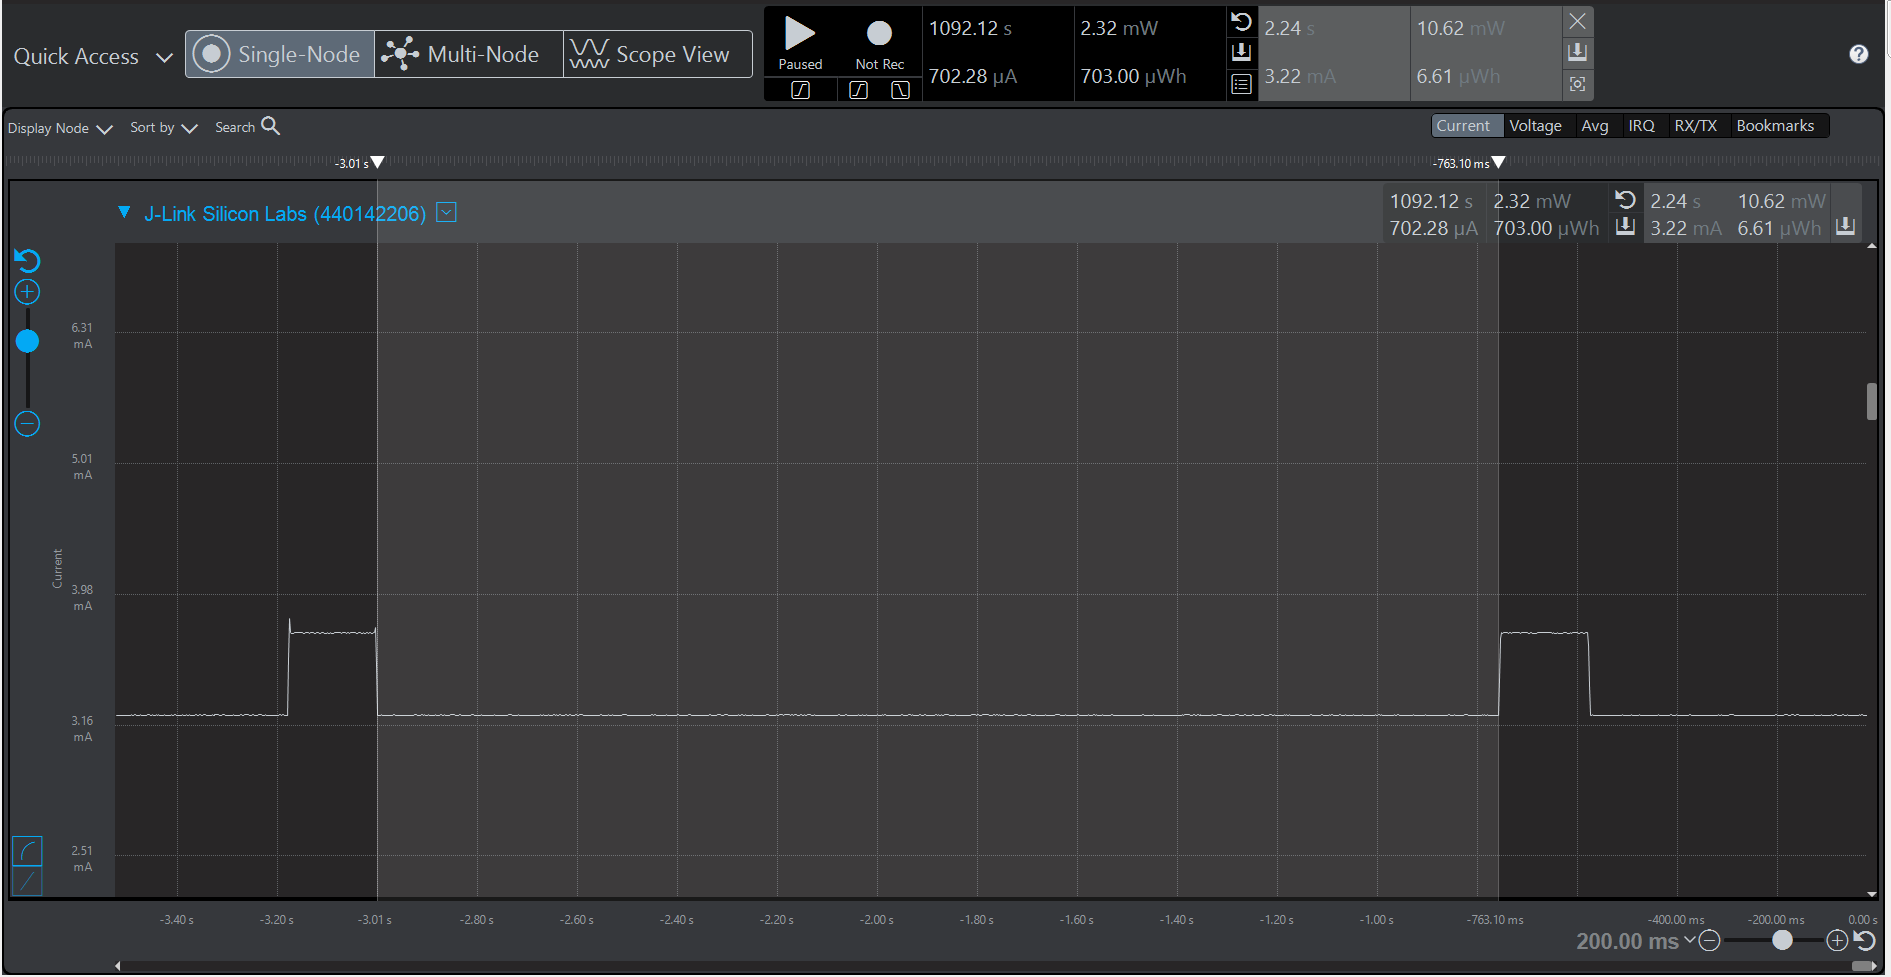 Quick Access
Single-Node
Multi-Node
Scope View
Paused
Not Rec
1092.12 s
2.32 mW
702.28 µA
703.00 µWh
2.24 s
10.62 mW
3.22 mA
6.61 µWh
Display Node
Sort by
Search
Current
Voltage
Avg
IRQ
RX/TX
Bookmarks
-3.01 s
-763.10 ms
J-Link Silicon Labs (440142206)
1092.12 s
2.32 mW
2.24 s
10.62 mW
702.28 µA
703.00 µWh
3.22 mA
6.61 µWh
6.31
mA
5.01
mA
Current
3.98
mA
3.16
mA
2.51
mA
-3.40 s
-3.20 s
-3.01 s
-2.80 s
-2.60 s
-2.40 s
-2.20 s
-2.00 s
-1.80 s
-1.60 s
-1.40 s
-1.20 s
-1.00 s
-763.10 ms
-400.00 ms
-200.00 ms
0.00 s
200.00 ms